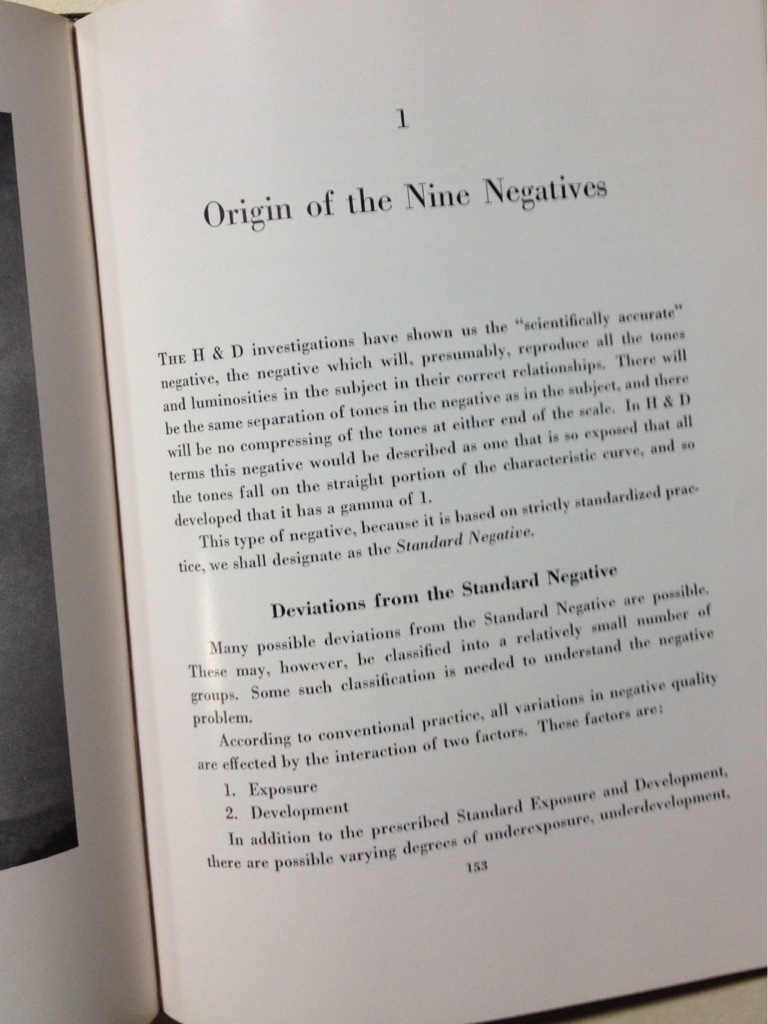 1
Origin of the Nine Negatives
THE H & D investigations have shown us the “scientifically accurate”
negative, the negative which will, presumably, reproduce all the tones
and luminosities in the subject in their correct relationships. There will
be the same separation of tones in the negative as in the subject, and there
will be no compressing of the tones at either end of the scale. In H & D
terms this negative would be described as one that is so exposed that all
the tones fall on the straight portion of the characteristic curve, and so
developed that it has a gamma of 1.
This type of negative, because it is based on strictly standardized prac-
tice, we shall designate as the Standard Negative.
Deviations from the Standard Negative
Many possible deviations from the Standard Negative are possible.
These may, however, be classified into a relatively small number of
groups. Some such classification is needed to understand the negative
problem.
According to conventional practice, all variations in negative quality
are effected by the interaction of two factors. These factors are:
1. Exposure
2. Development
In addition to the prescribed Standard Exposure and Development,
there are possible varying degrees of underexposure, underdevelopment,
153